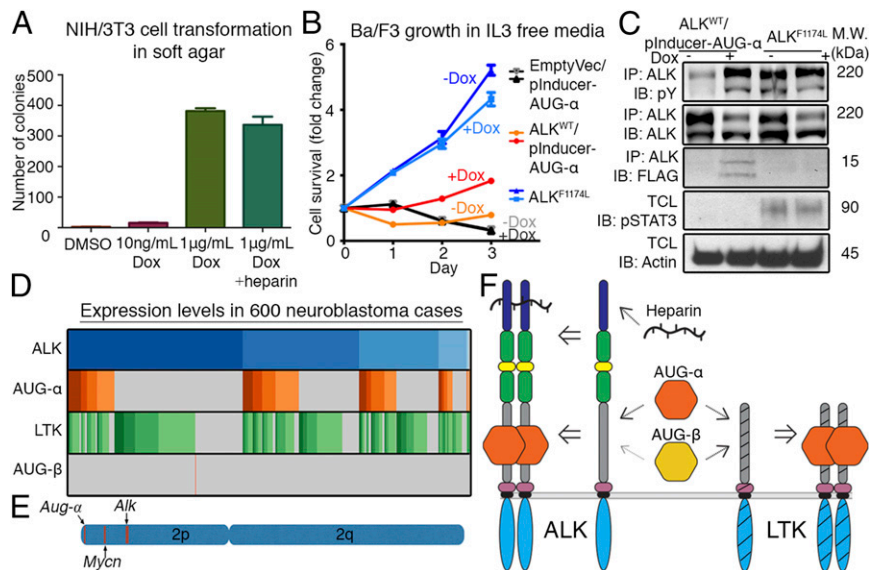 A
NIH/3T3 cell transformation
in soft agar
Number of colonies
500
400
300
200
100
0
DMSO
10ng/mL
Dox
1µg/mL
Dox
1µg/mL
Dox
+heparin
B
Ba/F3 growth in IL3 free media
Cell survival (fold change)
6
4
2
0
0
1
2
3
Day
-Dox
+Dox
+Dox
-Dox
-Dox
+Dox
EmptyVec/
pInducer-
AUG-α
ALKWT/
pInducer-
AUG-α
ALKF1174L
C
ALKWT/
pInducer-AUG-α
ALKF1174L
M.W.
(kDa)
Dox
-
+
-
+
IP: ALK
IB: pY
220
IP: ALK
IB: ALK
220
IP: ALK
IB: FLAG
15
TCL
IB: pSTAT3
90
TCL
IB: Actin
45
D
Expression levels in 600 neuroblastoma cases
ALK
AUG-α
LTK
AUG-β
E
Aug-α
Alk
2p
2q
Mycn
F
Heparin
AUG-α
AUG-β
ALK
LTK